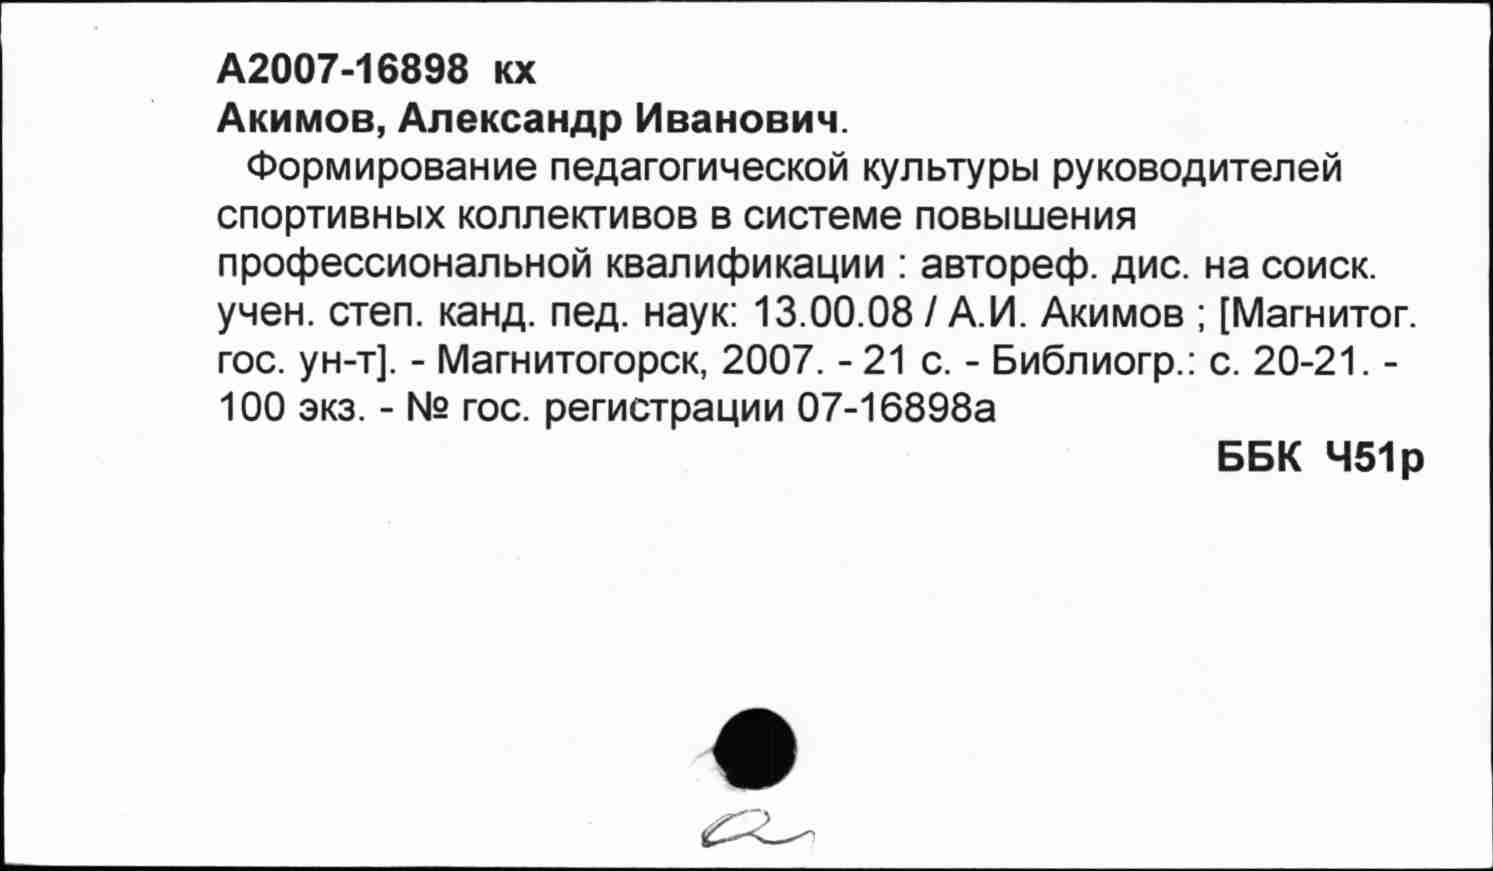 А2007-16898 кх
Акимов, Александр Иванович.
Формирование педагогической культуры руководителей
спортивных коллективов в системе повышения
профессиональной квалификации : автореф. дис. на соиск.
учен. степ. канд. пед. наук: 13.00.08 / А.И. Акимов ; [Магнитог.
гос. ун-т]. - Магнитогорск, 2007. - 21 с. - Библиогр.: с. 20-21. -
100 экз. - № гос. регистрации 07-16898а
ББК Ч51р